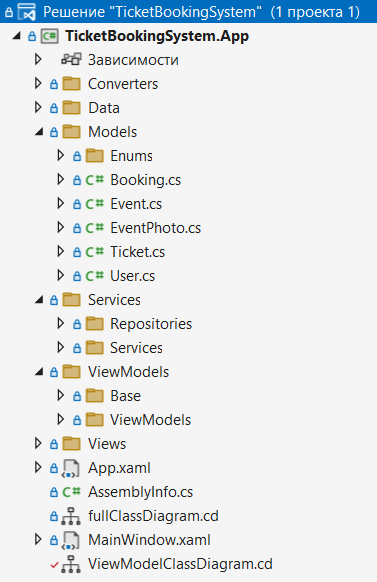 Решение "TicketBookingSystem" (1 проекта 1)
TicketBookingSystem.App
Зависимости
Converters
Data
Models
Enums
C# Booking.cs
C# Event.cs
C# EventPhoto.cs
C# Ticket.cs
C# User.cs
Services
Repositories
Services
ViewModels
Base
ViewModels
Views
App.xaml
C# AssemblyInfo.cs
fullClassDiagram.cd
MainWindow.xaml
ViewModelClassDiagram.cd